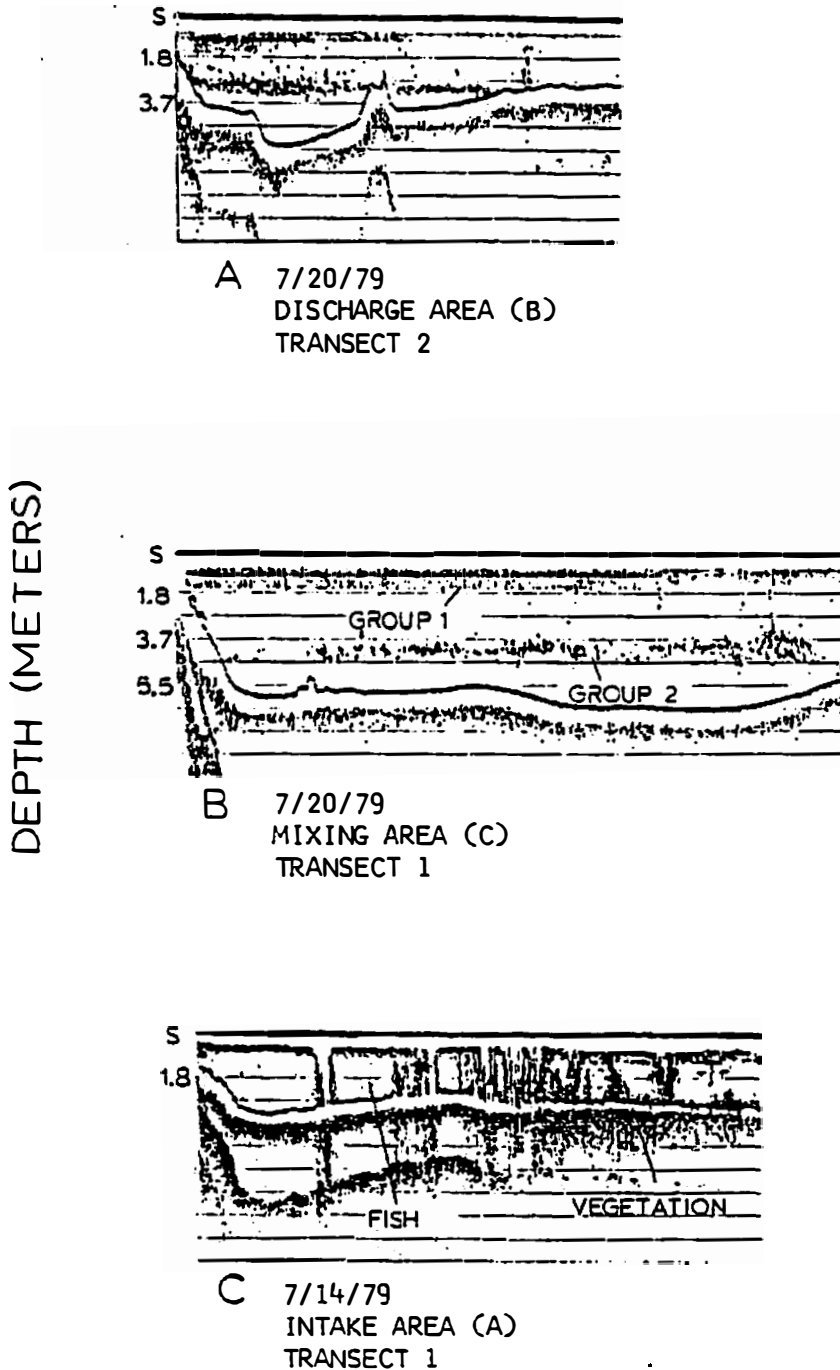 S
1.8
3.7
A 7/20/79
DISCHARGE AREA (B)
TRANSECT 2
DEPTH (METERS)
S
1.8
GROUP 1
3.7
5.5
GROUP 2
B 7/20/79
MIXING AREA (C)
TRANSECT 1
S
1.8
FISH
VEGETATION
C 7/14/79
INTAKE AREA (A)
TRANSECT 1